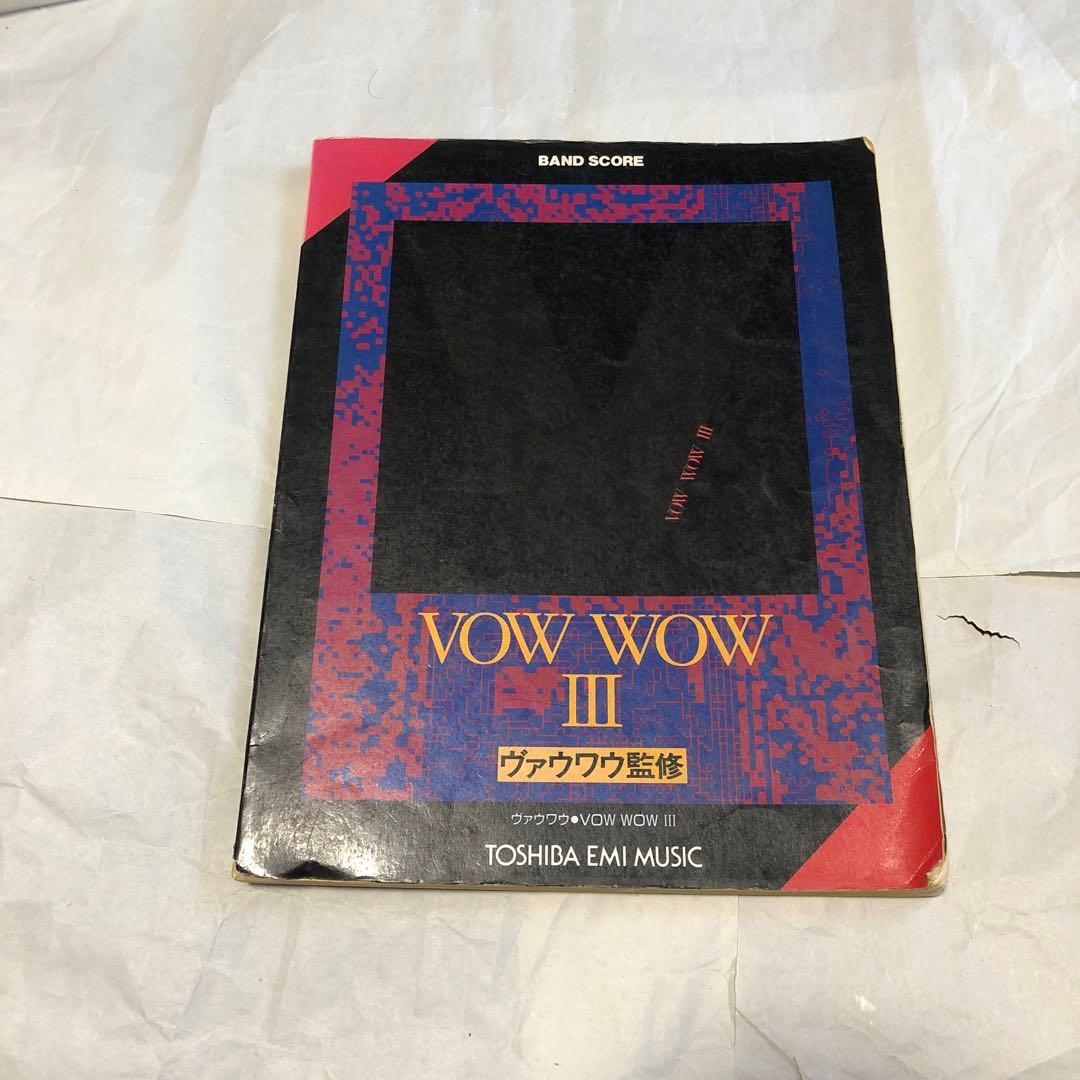 BAND SCORE
VOW WOW III
VOW WOW
III
ヴァウワウ監修
ヴァウワウ●VOW WOW III
TOSHIBA EMI MUSIC